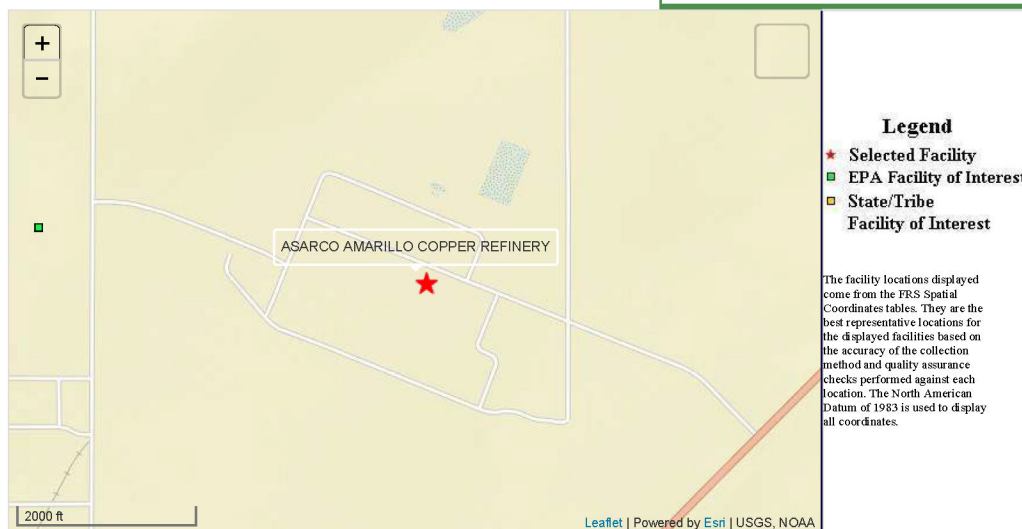 +
−
ASARCO AMARILLO COPPER REFINERY
2000 ft
Leaflet | Powered by Esri | USGS, NOAA
Legend
Selected Facility
EPA Facility of Interest
State/Tribe
Facility of Interest
The facility locations displayed
come from the FRS Spatial
Coordinates tables. They are the
best representative locations for
the displayed facilities based on
the accuracy of the collection
method and quality assurance
checks performed against each
location. The North American
Datum of 1983 is used to display
all coordinates.